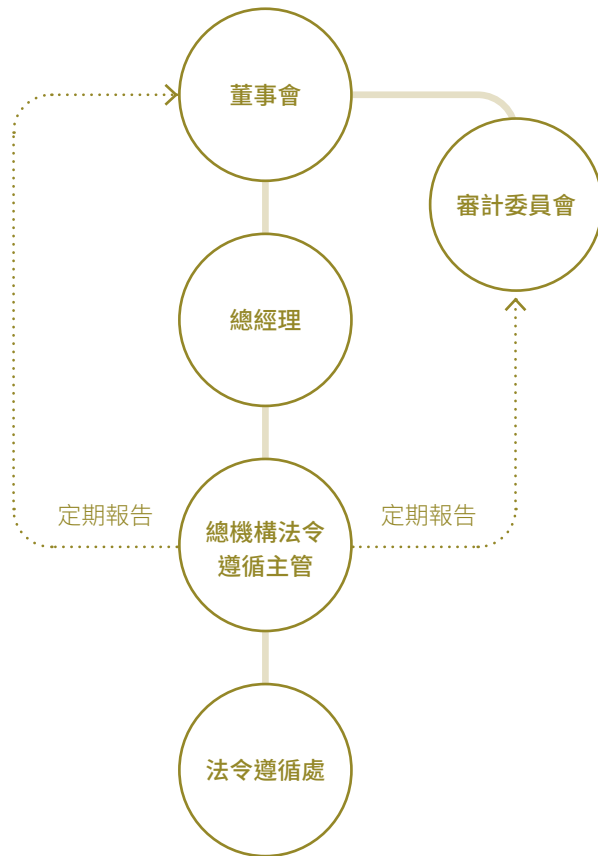 董事會
審計委員會
總經理
定期報告
總機構法令
遵循主管
定期報告
法令遵循處